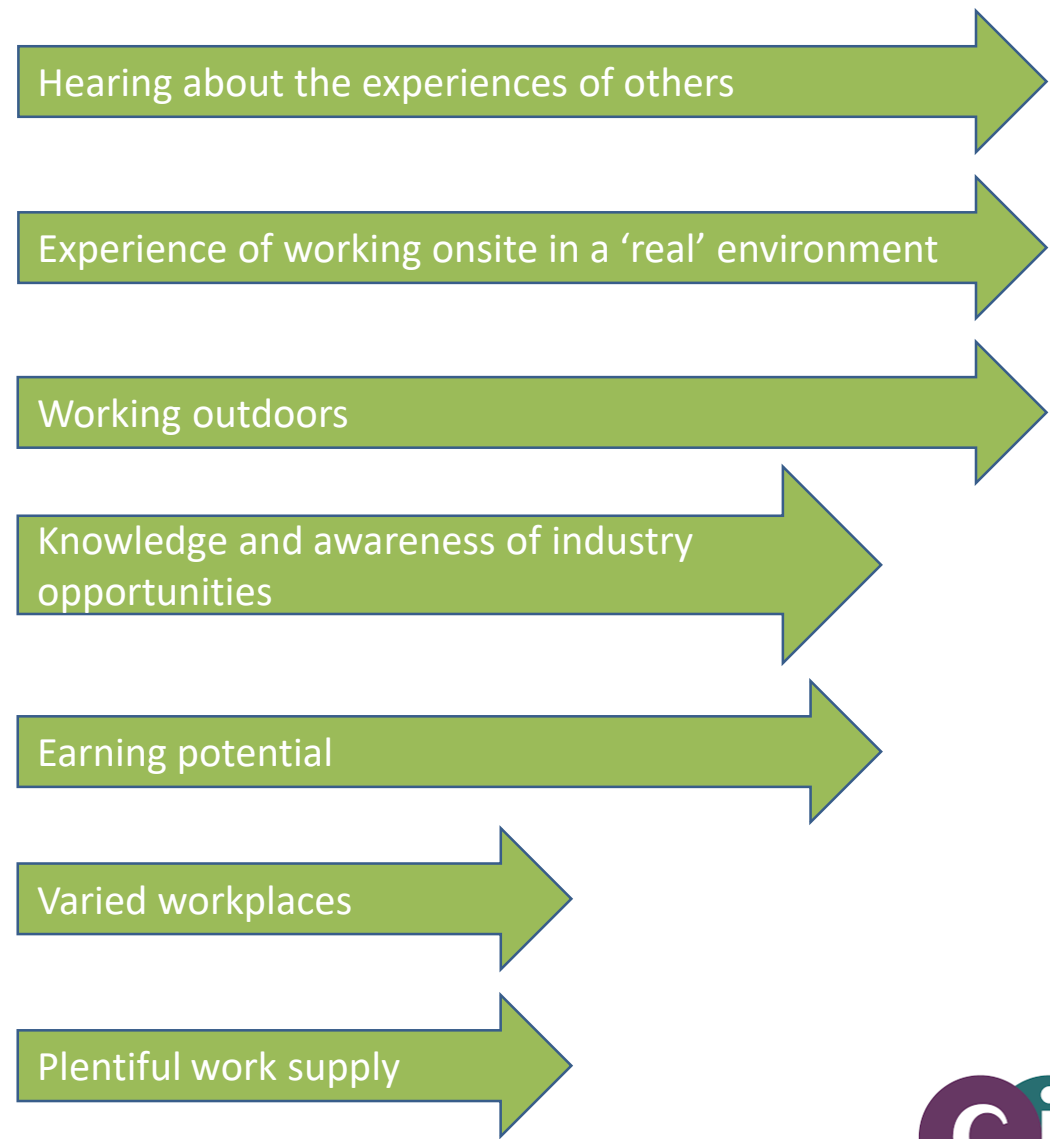 Hearing about the experiences of others
Experience of working onsite in a ‘real’ environment
Working outdoors
Knowledge and awareness of industry
opportunities
Earning potential
Varied workplaces
Plentiful work supply